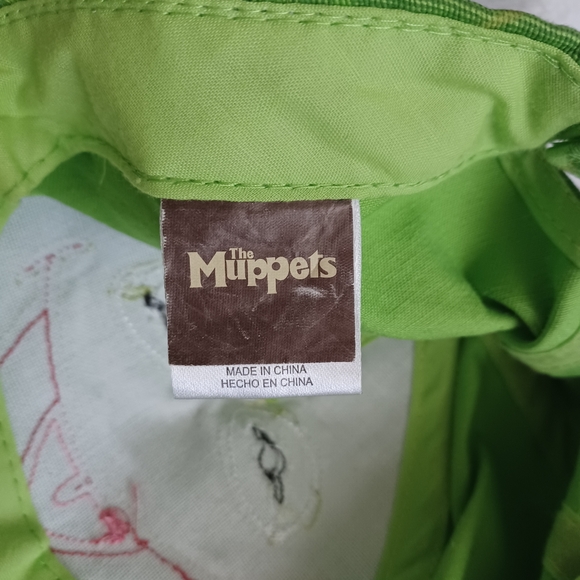 The
Muppets
MADE IN CHINA
HECHO EN CHINA